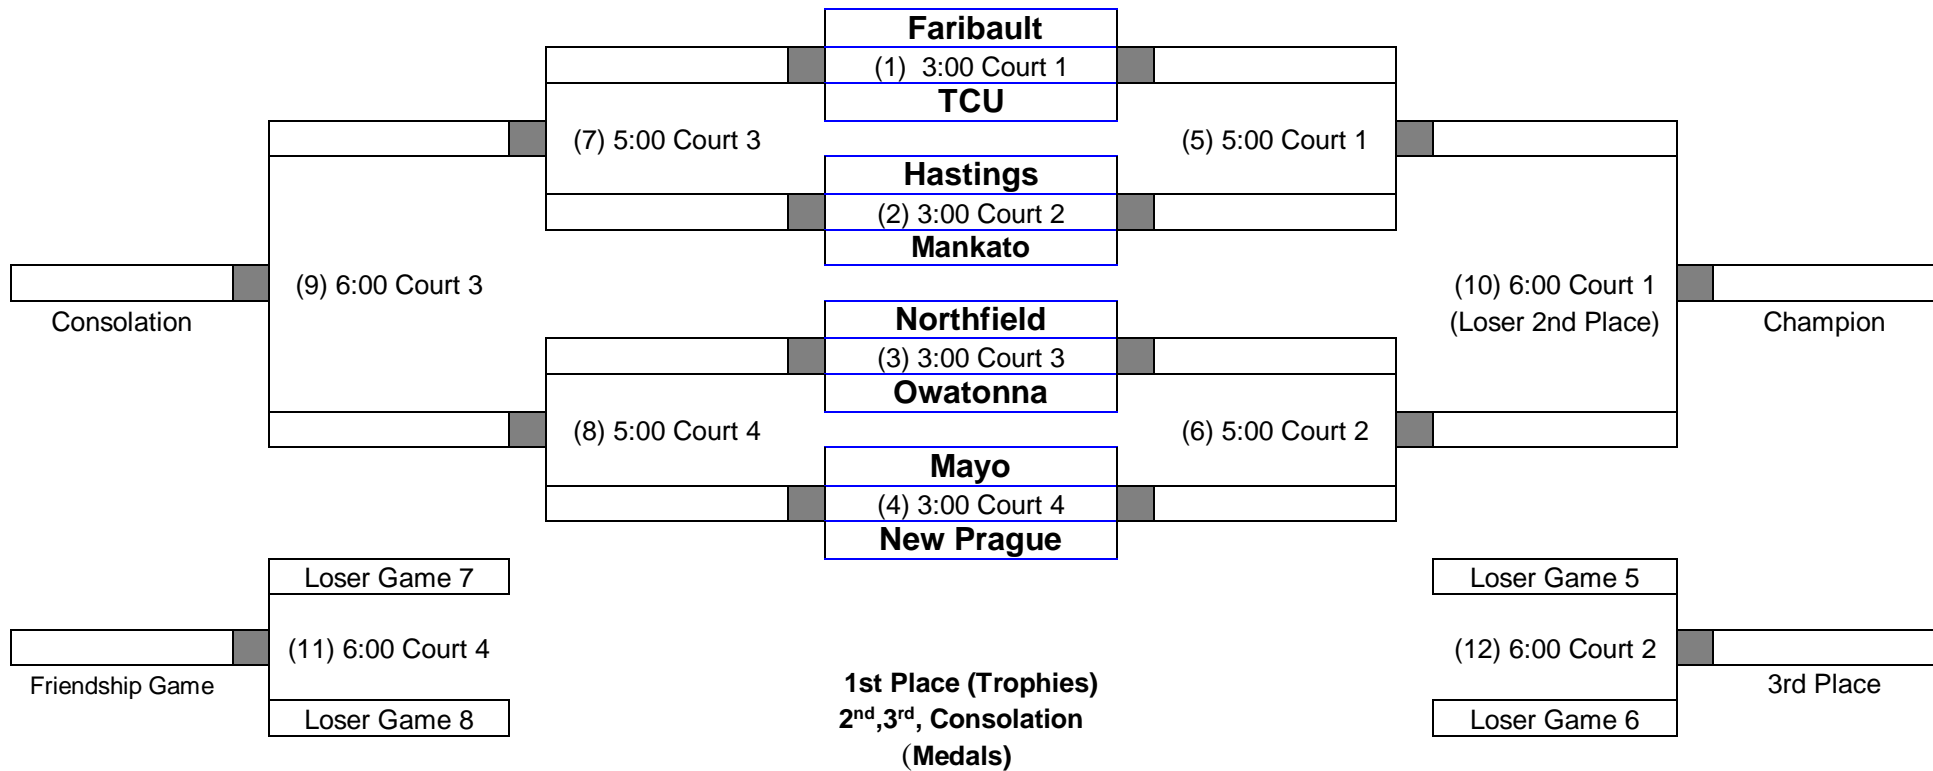 Faribault
(1) 3:00 Court 1
TCU
(7) 5:00 Court 3
(5) 5:00 Court 1
Hastings
(2) 3:00 Court 2
Mankato
(9) 6:00 Court 3
(10) 6:00 Court 1
(Loser 2nd Place)
Consolation
Champion
Northfield
(3) 3:00 Court 3
Owatonna
(8) 5:00 Court 4
(6) 5:00 Court 2
Mayo
(4) 3:00 Court 4
New Prague
Loser Game 7
Loser Game 5
(11) 6:00 Court 4
(12) 6:00 Court 2
Friendship Game
3rd Place
Loser Game 8
Loser Game 6
1st Place (Trophies)
2nd,3rd, Consolation
(Medals)